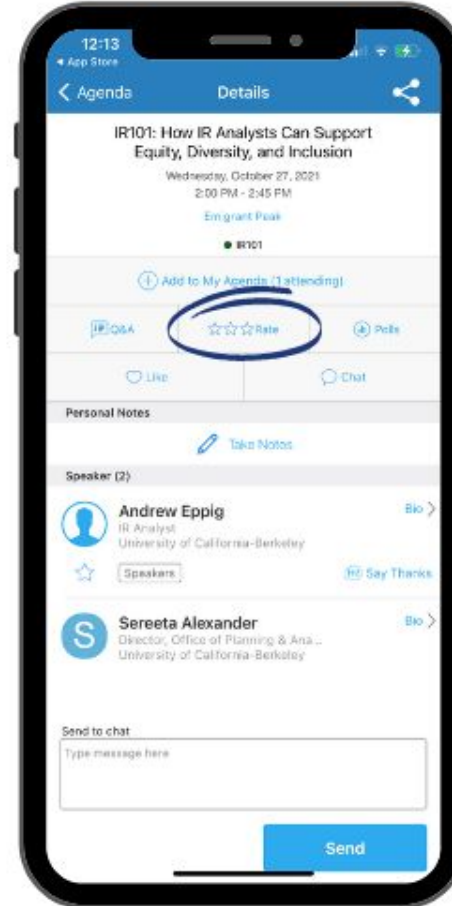 12:13
App Store
Agenda
Details
IR101: How IR Analysts Can Support
Equity, Diversity, and Inclusion
Wednesday, October 27, 2021
2:00 PM - 2:45 PM
Emigrant Peak
IR101
Add to My Agenda (1 attending)
Q&A
Rate
Polls
Like
Chat
Personal Notes
Take Notes
Speaker (2)
Andrew Eppig
Bio
IR Analyst
University of California-Berkeley
Speakers
Hi! Say Thanks
S
Sereeta Alexander
Bio
Director, Office of Planning & Ana...
University of California-Berkeley
Send to chat
Type message here
Send